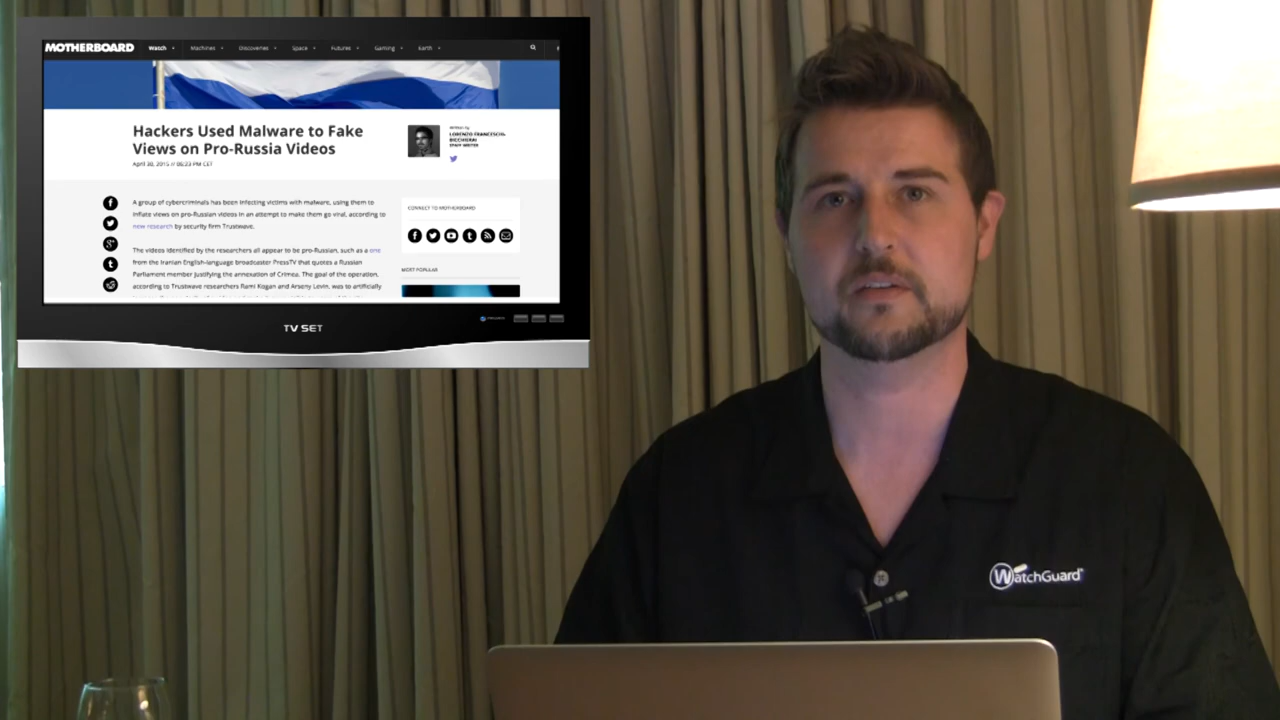 MOTHERBOARD Watch Machines Discoveries Space Futures Gaming Earth
Hackers Used Malware to Fake
Views on Pro-Russia Videos
April 30, 2015 // 06:23 PM CET
Written by
LORENZO FRANCESCHI-
BICCHIERAI
STAFF WRITER
A group of cybercriminals has been infecting victims with malware, using them to
inflate views on pro-Russian videos in an attempt to make them go viral, according to
new research by security firm Trustwave.
The videos identified by the researchers all appear to be pro-Russian, such as a one
from the Iranian English-language broadcaster PressTV that quotes a Russian
Parliament member justifying the annexation of Crimea. The goal of the operation,
according to Trustwave researchers Rami Kogan and Arseny Levin, was to artificially
CONNECT TO MOTHERBOARD
MOST POPULAR
TV SET
WatchGuard